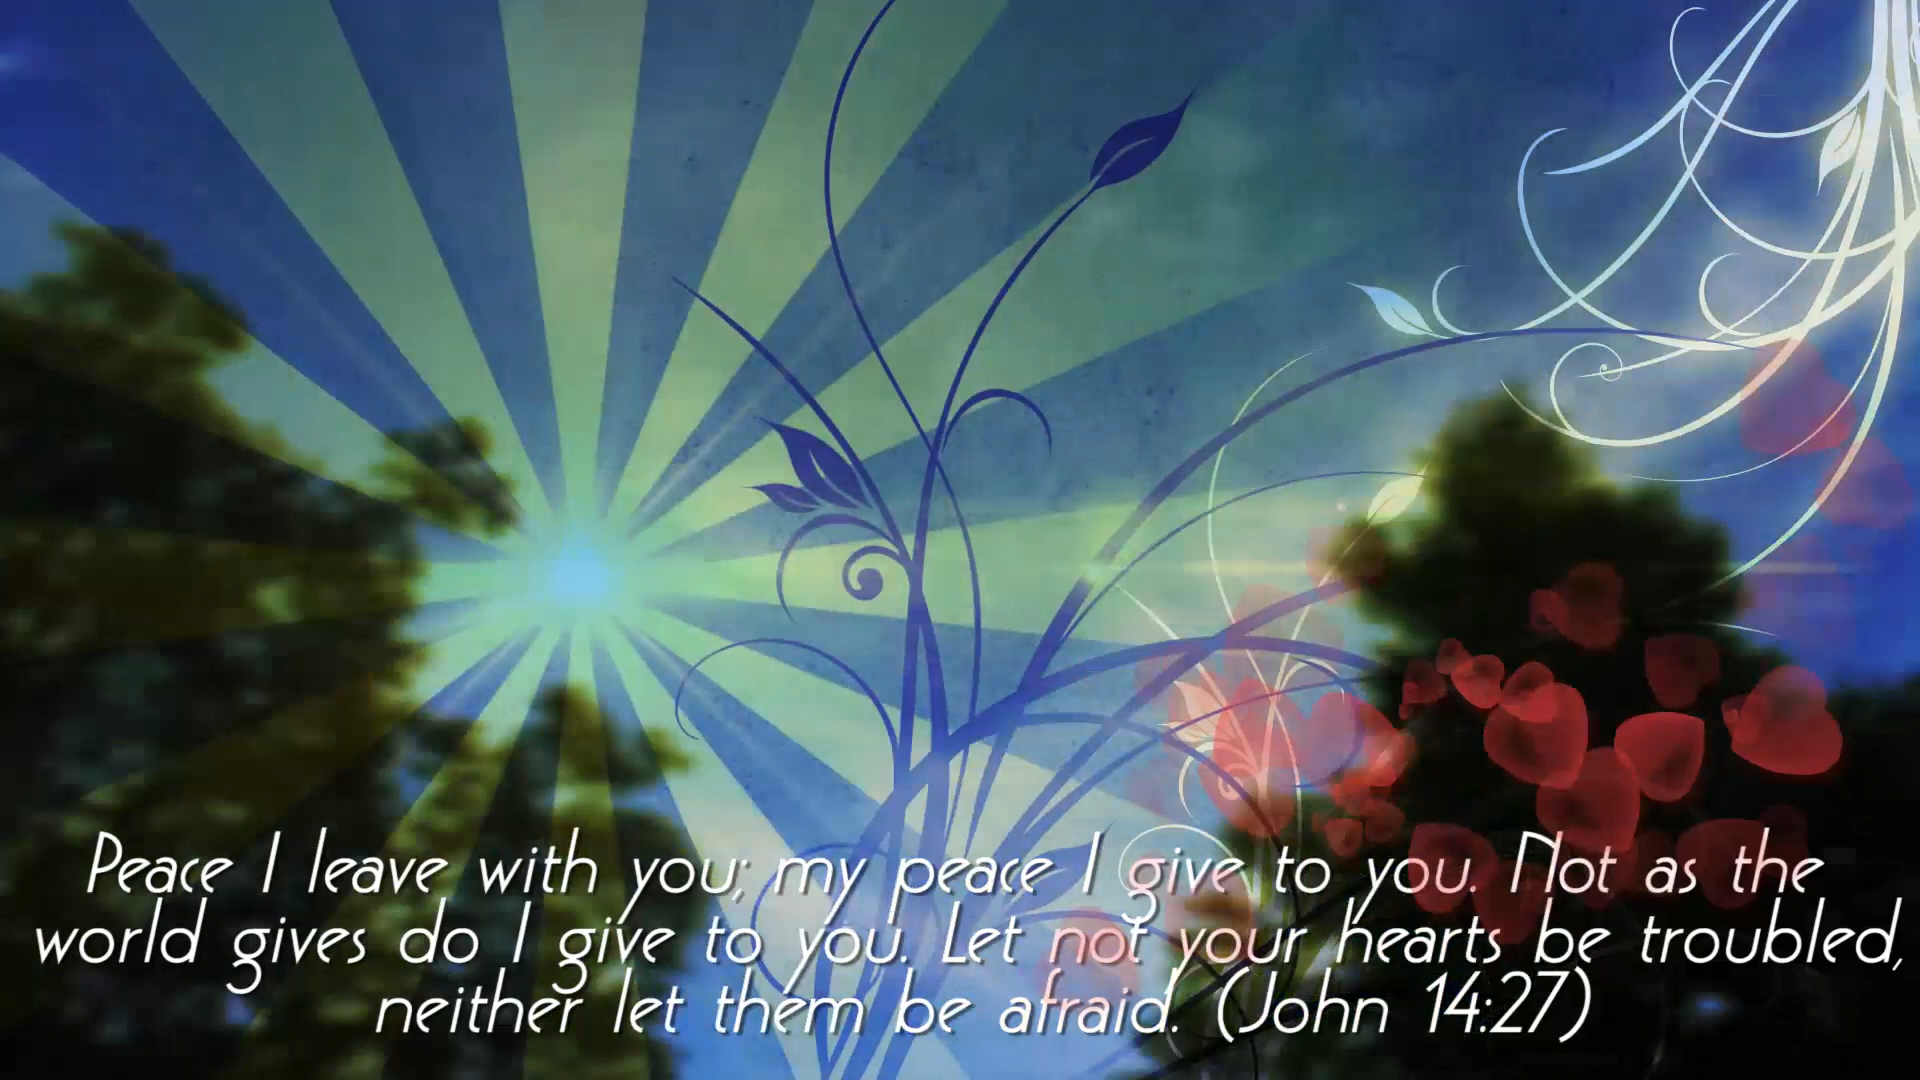 Peace I leave with you; my peace I give to you. Not as the
world gives do I give to you. Let not your hearts be troubled,
neither let them be afraid. (John 14:27)